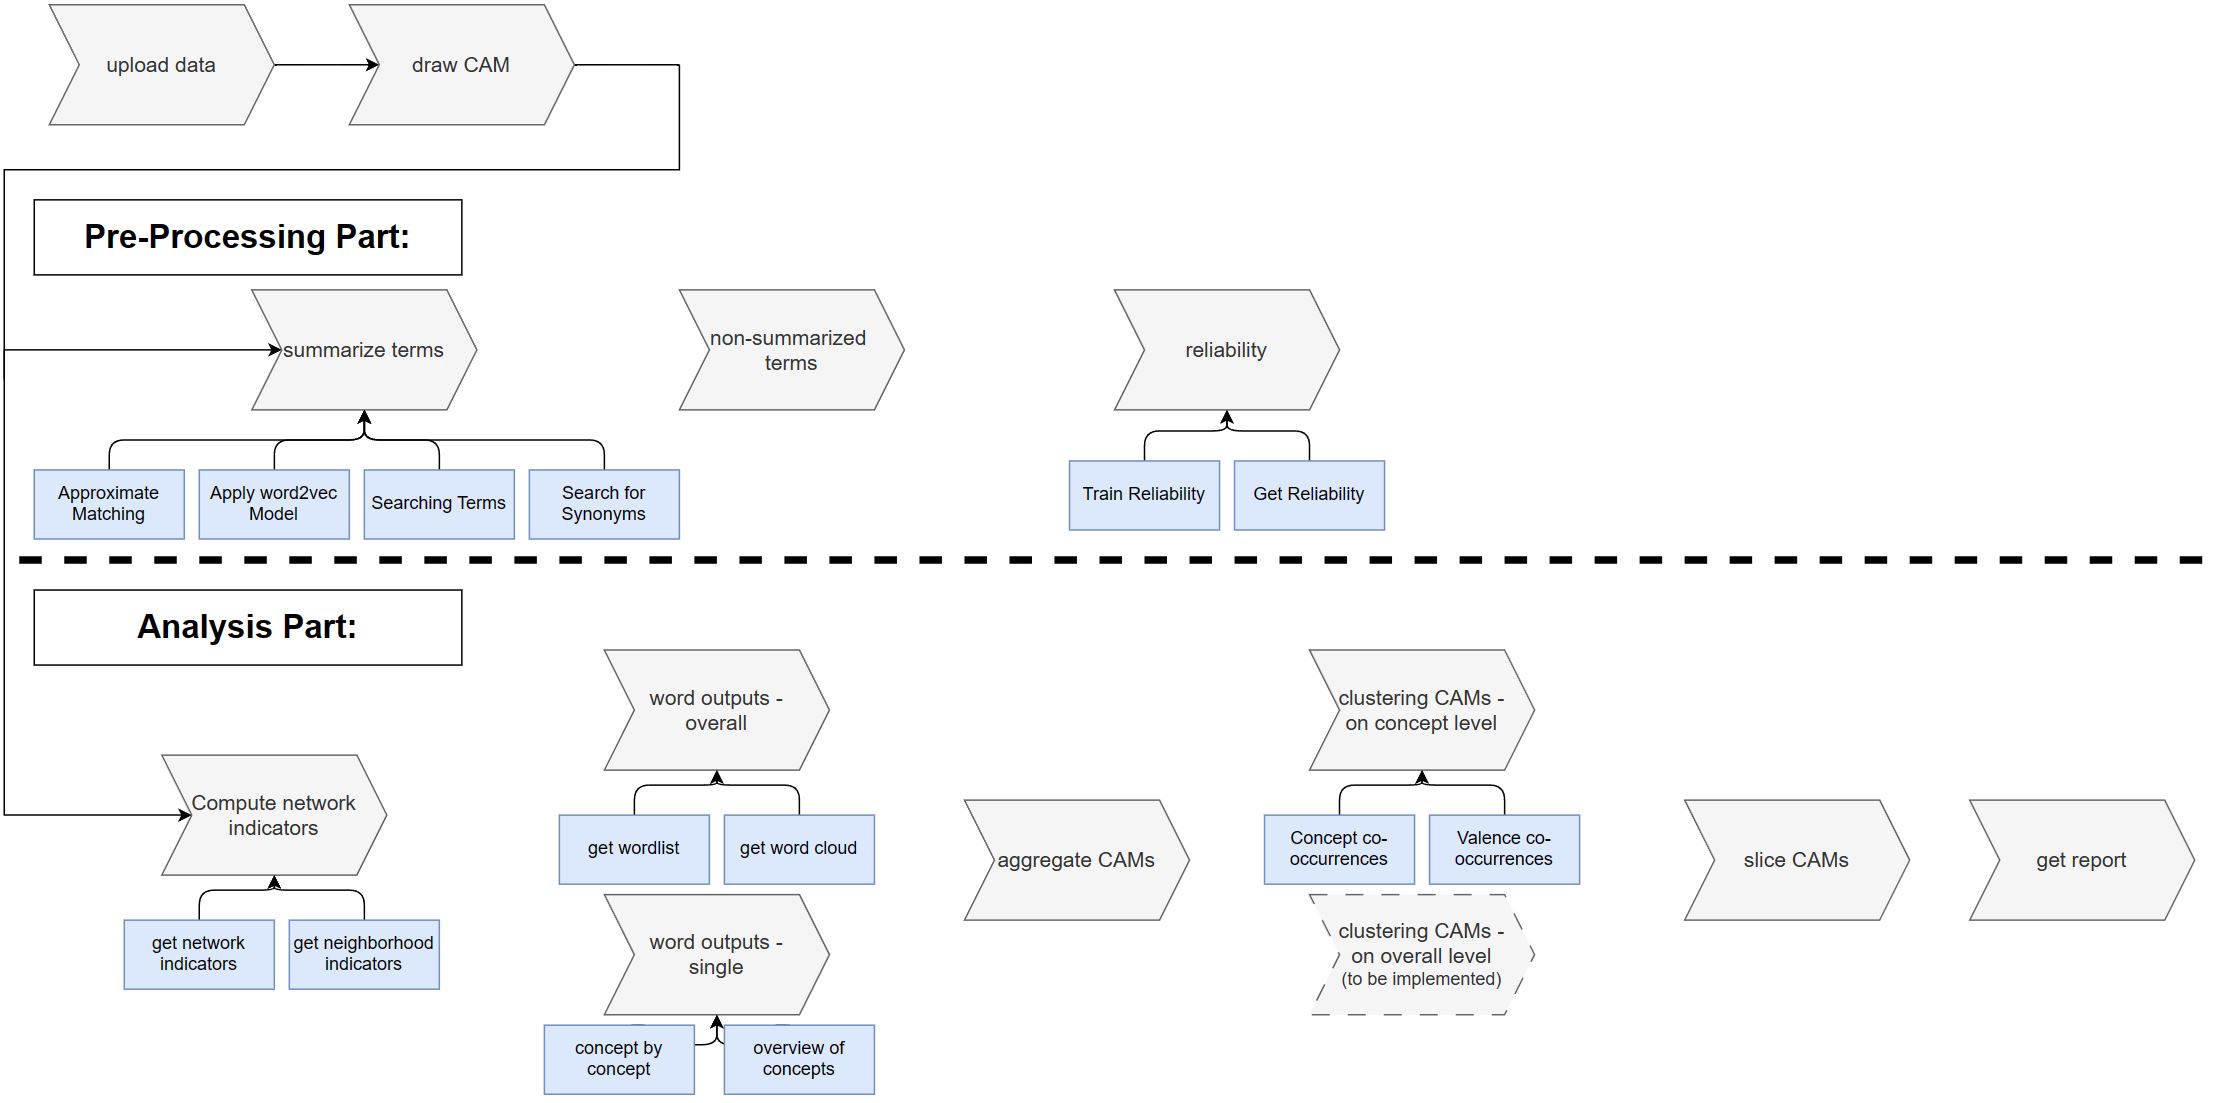 upload data
draw CAM
Pre-Processing Part:
summarize terms
non-summarized
terms
reliability
Approximate
Matching
Apply word2vec
Model
Searching Terms
Search for
Synonyms
Train Reliability
Get Reliability
Analysis Part:
Compute network
indicators
get network
indicators
get neighborhood
indicators
word outputs -
overall
get wordlist
get word cloud
word outputs -
single
concept by
concept
overview of
concepts
aggregate CAMs
clustering CAMs -
on concept level
Concept co-
occurrences
Valence co-
occurrences
clustering CAMs -
on overall level
(to be implemented)
slice CAMs
get report